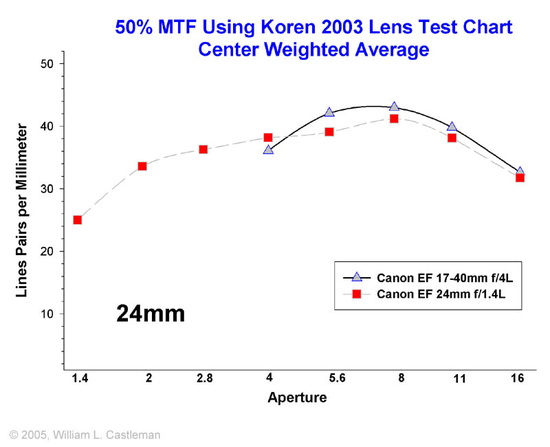 50% MTF Using Koren 2003 Lens Test Chart
Center Weighted Average
50
40
30
20
10
Lines Pairs per Millimeter
Canon EF 17-40mm f/4L
Canon EF 24mm f/1.4L
24mm
1.4 2 2.8 4 5.6 8 11 16
Aperture
© 2005, William L. Castleman